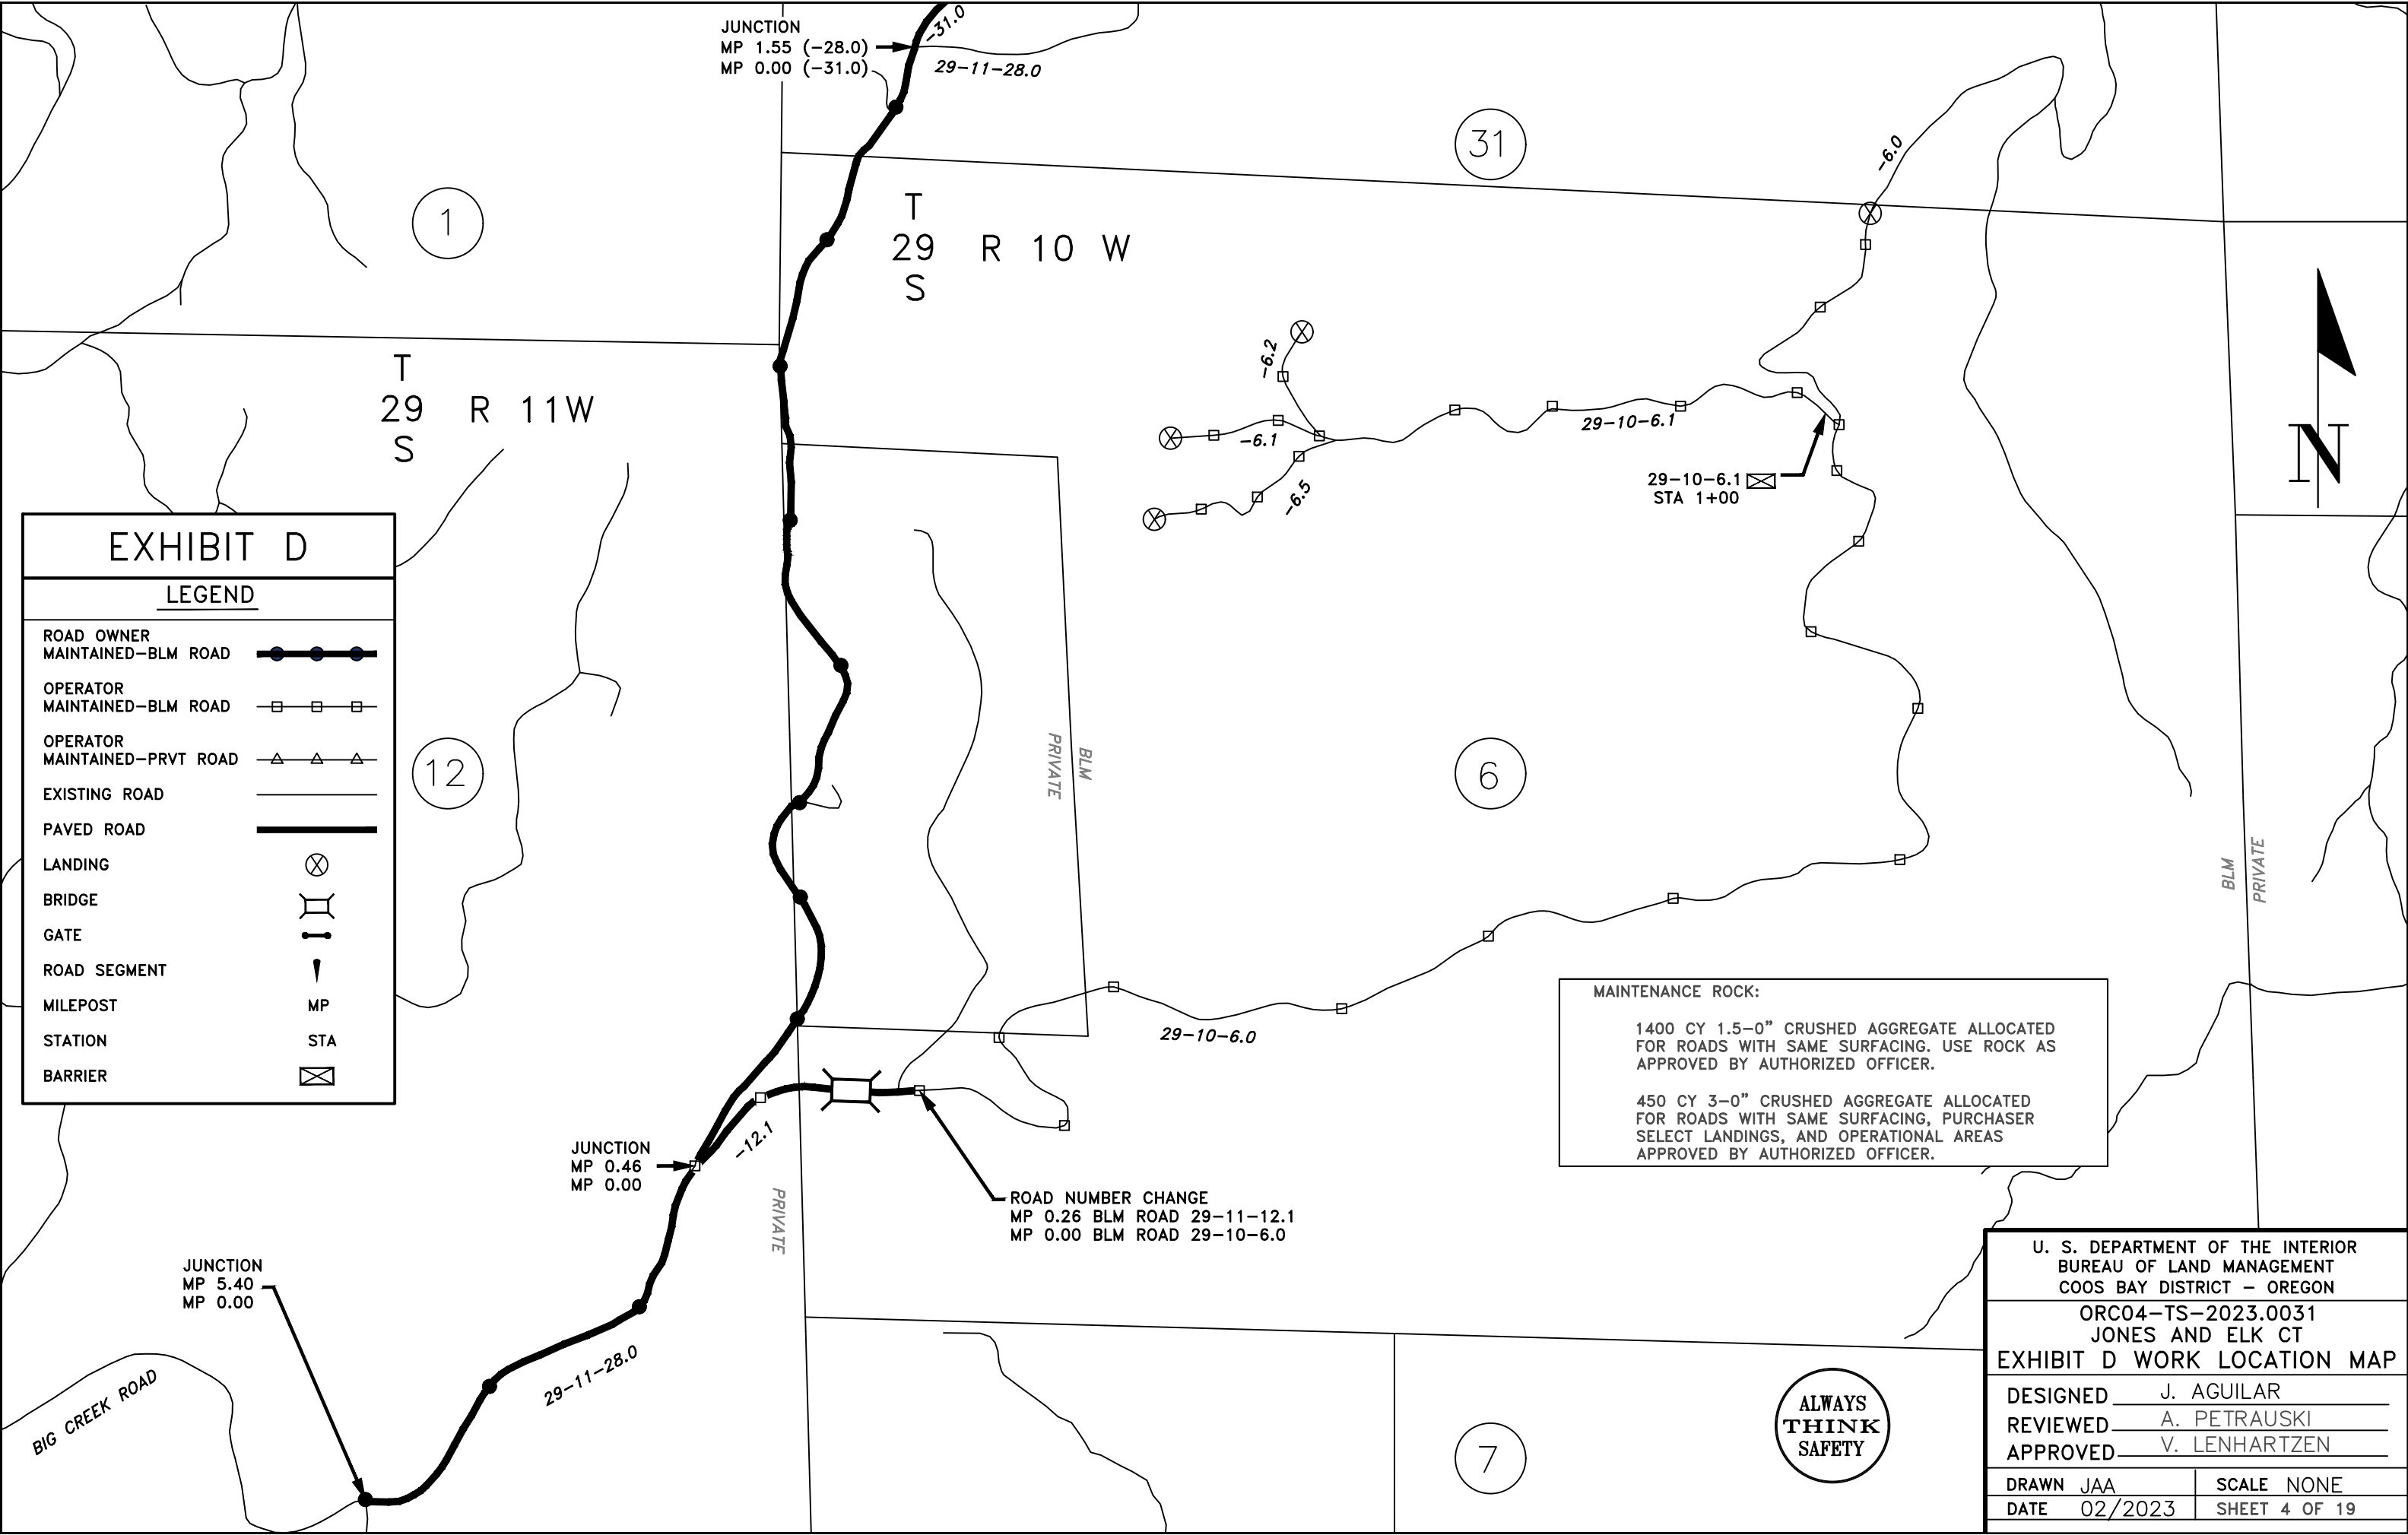 JUNCTION
MP 1.55 (-28.0)
MP 0.00 (-31.0)
-31.0
29-11-28.0
31
-6.0
1
T
29 R 10 W
S
T
29 R 11W
S
-6.2
-6.1
-6.5
29-10-6.1
29-10-6.1
STA 1+00
N
EXHIBIT D
LEGEND
ROAD OWNER
MAINTAINED-BLM ROAD
OPERATOR
MAINTAINED-BLM ROAD
OPERATOR
MAINTAINED-PRVT ROAD
EXISTING ROAD
PAVED ROAD
LANDING
BRIDGE
GATE
ROAD SEGMENT
MILEPOST MP
STATION STA
BARRIER
12
PRIVATE
BLM
6
BLM
PRIVATE
29-10-6.0
MAINTENANCE ROCK:
1400 CY 1.5-0" CRUSHED AGGREGATE ALLOCATED
FOR ROADS WITH SAME SURFACING. USE ROCK AS
APPROVED BY AUTHORIZED OFFICER.
450 CY 3-0" CRUSHED AGGREGATE ALLOCATED
FOR ROADS WITH SAME SURFACING, PURCHASER
SELECT LANDINGS, AND OPERATIONAL AREAS
APPROVED BY AUTHORIZED OFFICER.
-12.1
JUNCTION
MP 0.46
MP 0.00
PRIVATE
ROAD NUMBER CHANGE
MP 0.26 BLM ROAD 29-11-12.1
MP 0.00 BLM ROAD 29-10-6.0
JUNCTION
MP 5.40
MP 0.00
29-11-28.0
BIG CREEK ROAD
7
ALWAYS
THINK
SAFETY
U. S. DEPARTMENT OF THE INTERIOR
BUREAU OF LAND MANAGEMENT
COOS BAY DISTRICT - OREGON
ORC04-TS-2023.0031
JONES AND ELK CT
EXHIBIT D WORK LOCATION MAP
DESIGNED J. AGUILAR
REVIEWED A. PETRAUSKI
APPROVED V. LENHARTZEN
DRAWN JAA SCALE NONE
DATE 02/2023 SHEET 4 OF 19